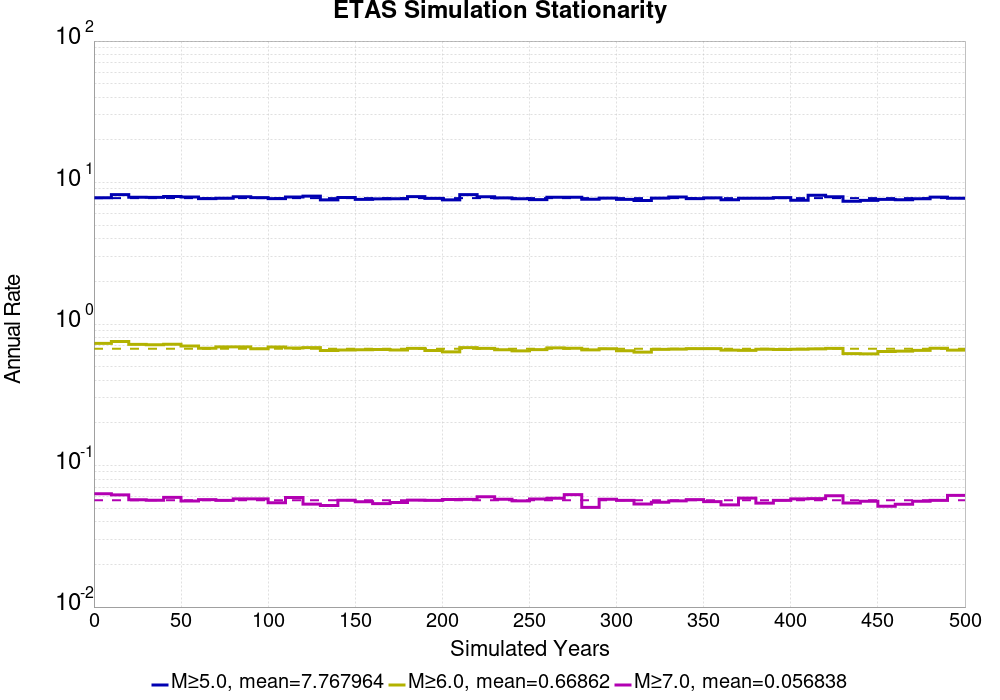 ETAS Simulation Stationarity
10^2
10^1
10^0
10^-1
10^-2
Annual Rate
0 50 100 150 200 250 300 350 400 450 500
Simulated Years
M≥5.0, mean=7.767964 M≥6.0, mean=0.66862 M≥7.0, mean=0.056838